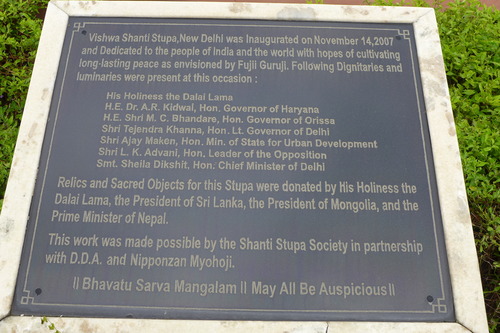 Vishwa Shanti Stupa,New Delhi was Inaugurated on November 14,2007
and Dedicated to the people of India and the world with hopes of cultivating
long-lasting peace as envisioned by Fujii Guruji. Following Dignitaries and
luminaries were present at this occasion :
His Holiness the Dalai Lama
H.E. Dr. A.R. Kidwai, Hon. Governor of Haryana
H.E. Shri M. C. Bhandare, Hon. Governor of Orissa
Shri Tejendra Khanna, Hon. Lt. Governor of Delhi
Shri Ajay Maken, Hon. Min. of State for Urban Development
Shri L. K. Advani, Hon. Leader of the Opposition
Smt. Sheila Dikshit, Hon. Chief Minister of Delhi
Relics and Sacred Objects for this Stupa were donated by His Holiness the
Dalai Lama, the President of Sri Lanka, the President of Mongolia, and the
Prime Minister of Nepal.
This work was made possible by the Shanti Stupa Society in partnership
with D.D.A. and Nipponzan Myohoji.
II Bhavatu Sarva Mangalam II May All Be Auspicious II